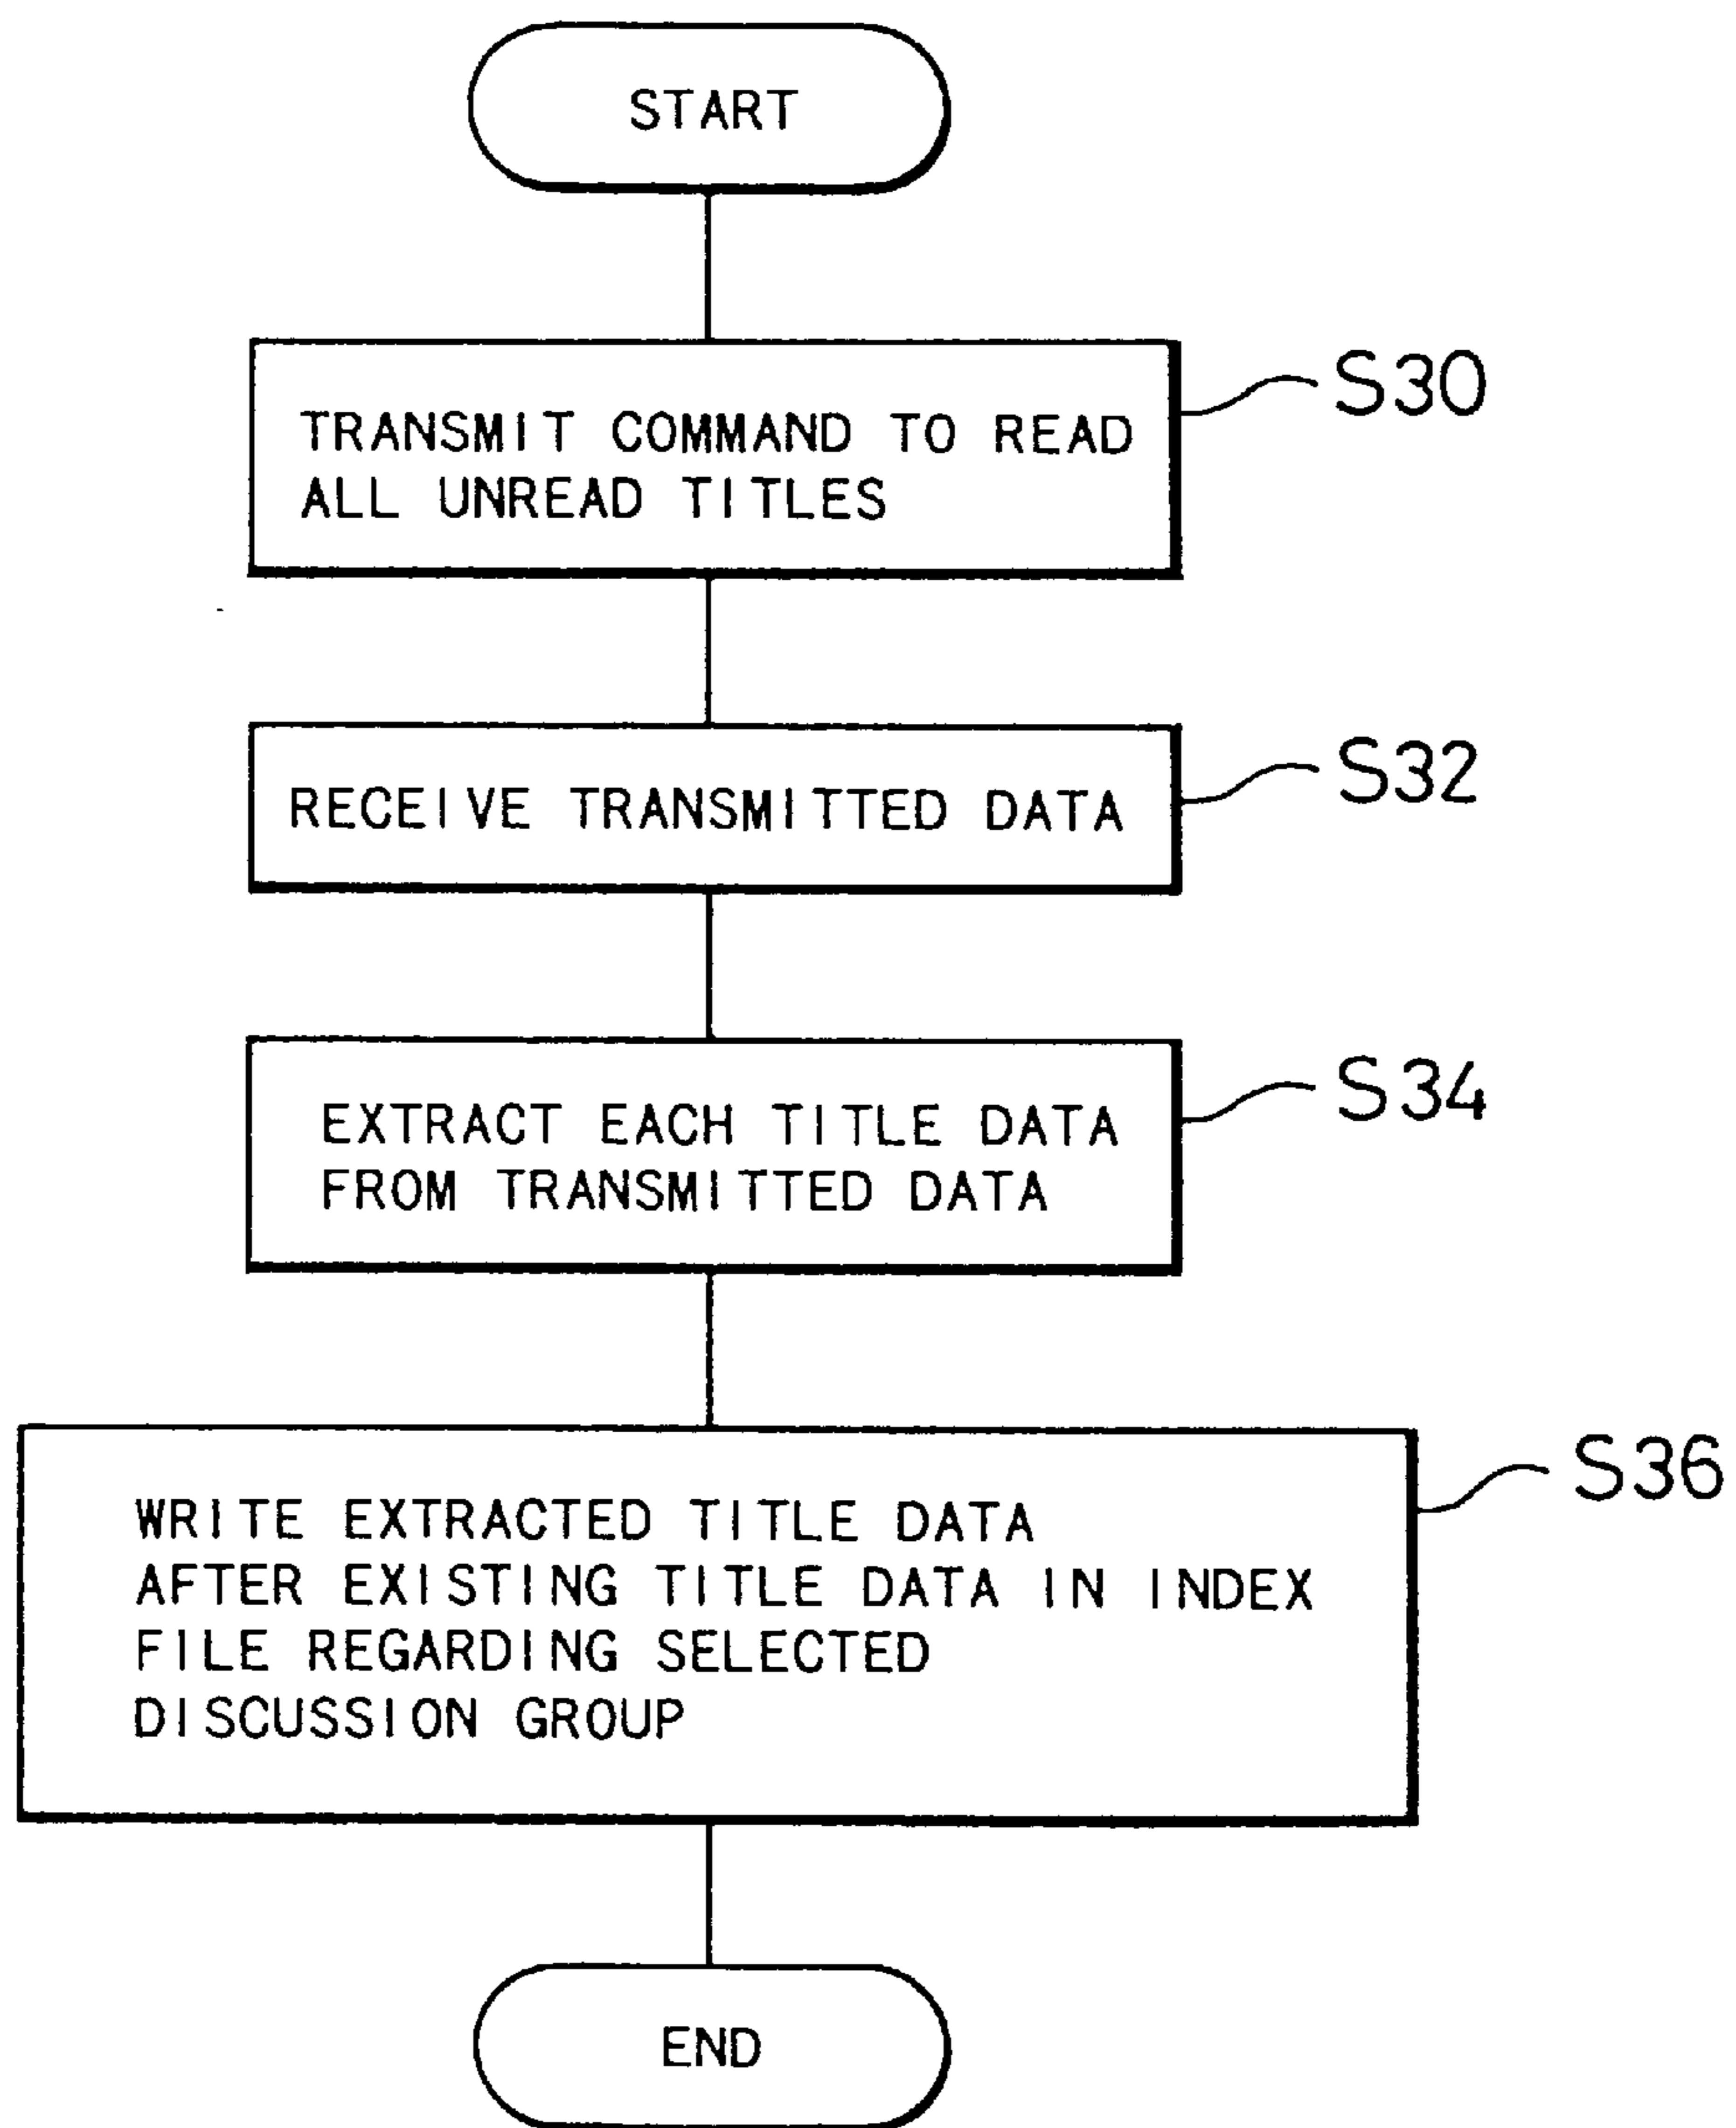 START
TRANSMIT COMMAND TO READ
ALL UNREAD TITLES
S30
RECEIVE TRANSMITTED DATA
S32
EXTRACT EACH TITLE DATA
FROM TRANSMITTED DATA
S34
WRITE EXTRACTED TITLE DATA
AFTER EXISTING TITLE DATA IN INDEX
FILE REGARDING SELECTED
DISCUSSION GROUP
S36
END